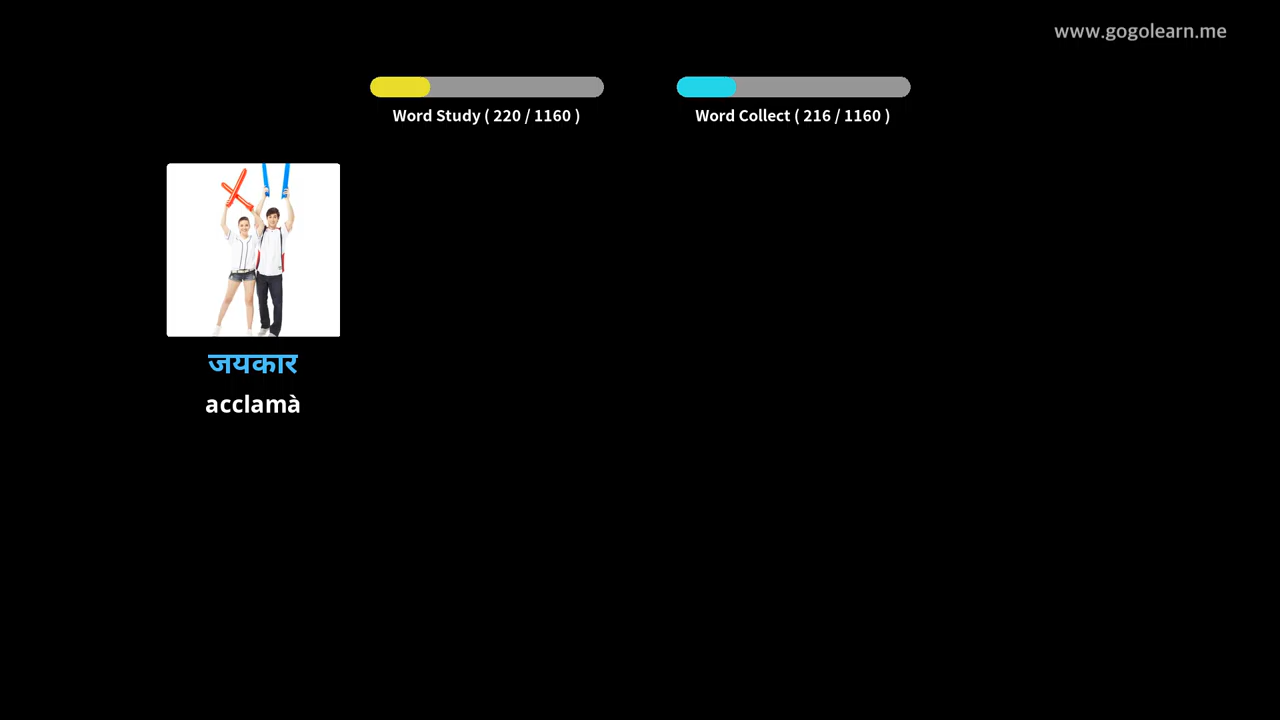 www.gogolearn.me
Word Study ( 220 / 1160 )
Word Collect ( 216 / 1160 )
जयकार
acclamà